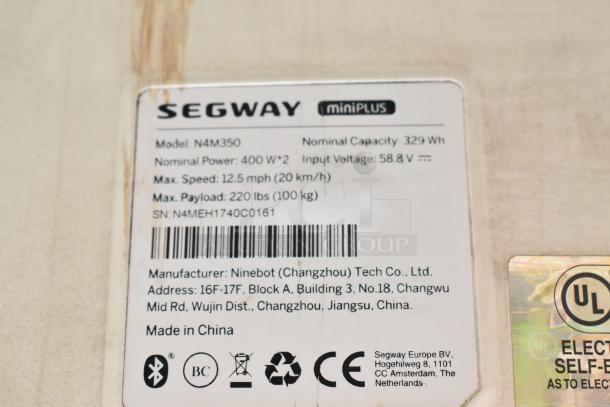 SEGWAY miniPLUS
Model: N4M350 Nominal Capacity: 329 Wh
Nominal Power: 400 W*2 Input Voltage: 58.8 V
Max. Speed: 12.5 mph (20 km/h)
Max. Payload: 220 lbs (100 kg)
SN: N4MEH1740C0161
Manufacturer: Ninebot (Changzhou) Tech Co., Ltd.
Address: 16F-17F, Block A, Building 3, No.18, Changwu
Mid Rd, Wujin Dist., Changzhou, Jiangsu, China.
Made in China
BC
CE
Segway Europe BV,
Hogehilweg 8, 1101
CC Amsterdam, The
Netherlands
UL
ELECT
SELF-B
AS TO ELECT
GROUP